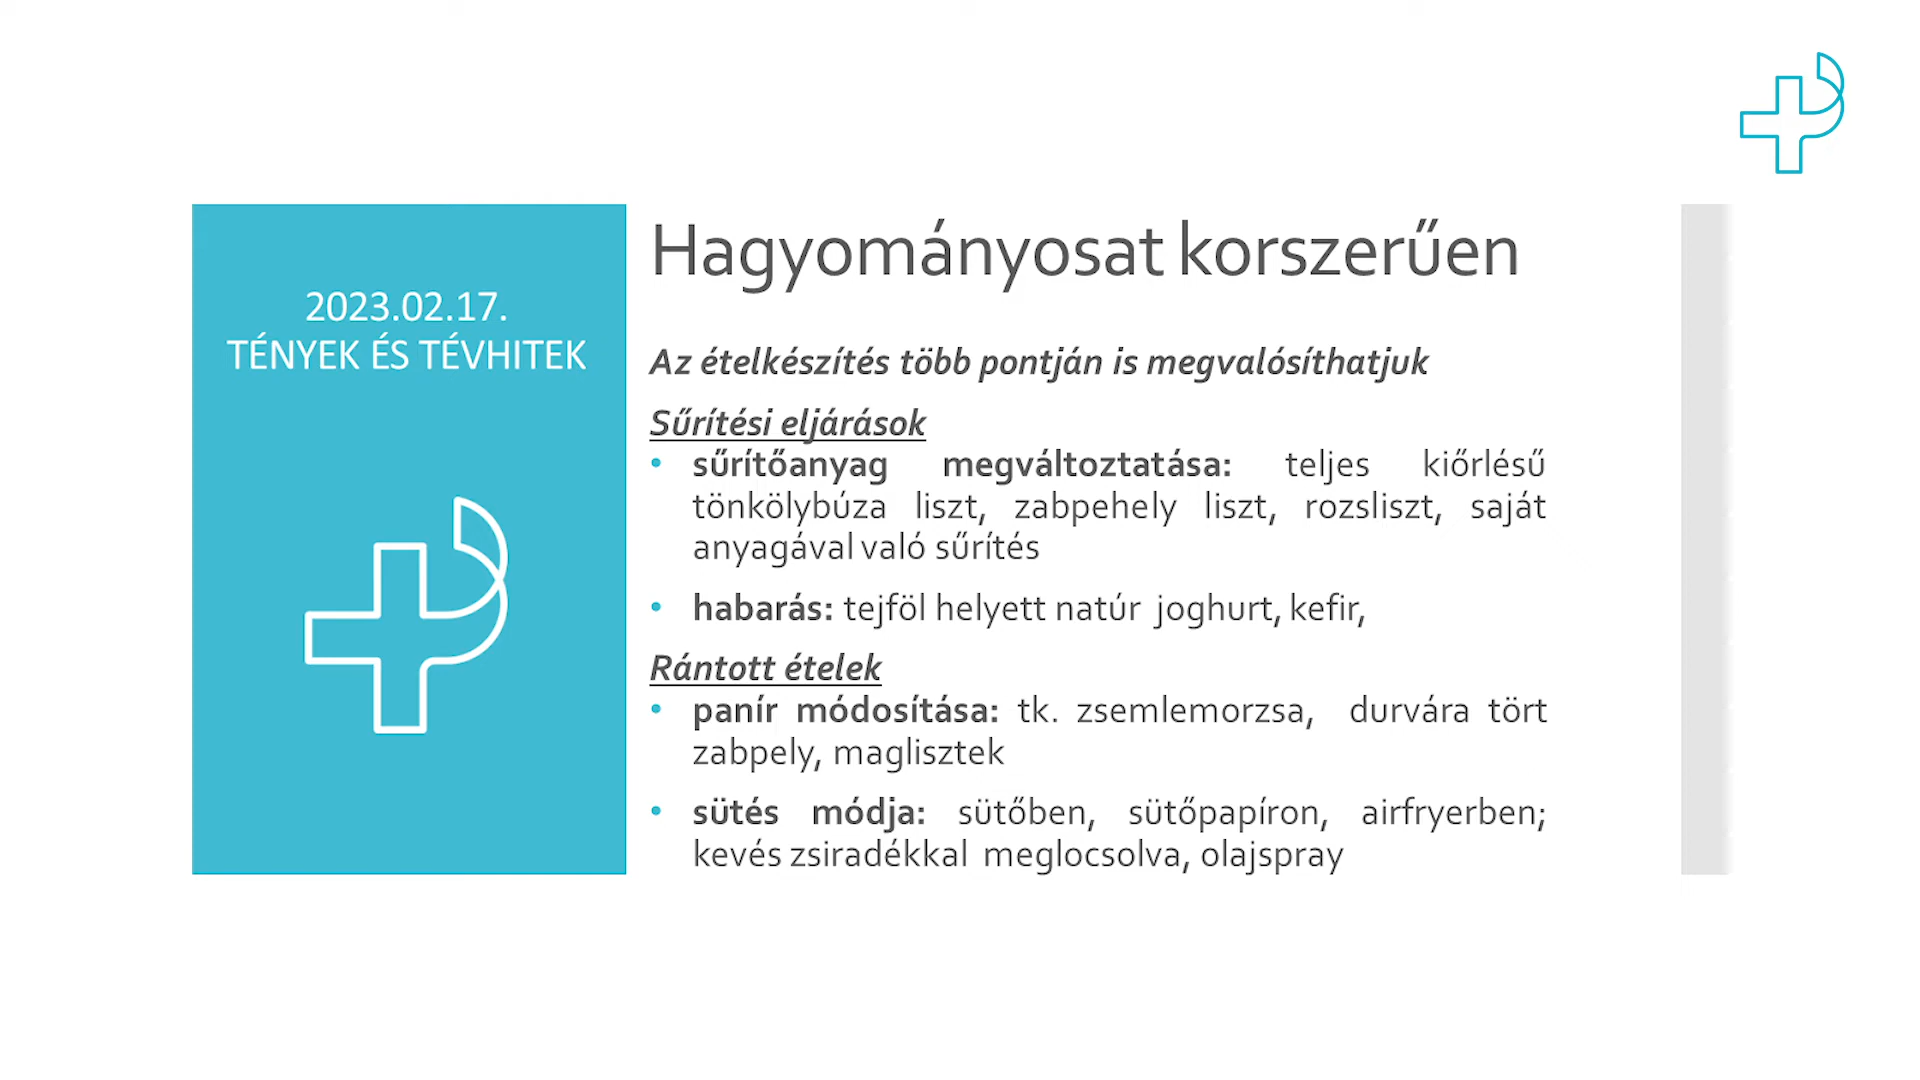 2023.02.17.
TÉNYEK ÉS TÉVHITEK
Hagyományosat korszerűen
Az ételkészítés több pontján is megvalósíthatjuk
Sűrítési eljárások
• sűrítőanyag megváltoztatása: teljes kiőrlésű
tönkölybúza liszt, zabpehely liszt, rozsliszt, saját
anyagával való sűrítés
• habarás: tejföl helyett natúr joghurt, kefir,
Rántott ételek
• panír módosítása: tk. zsemlemorzsa, durvára tört
zabpely, maglisztek
• sütés módja: sütőben, sütőpapíron, airfryerben;
kevés zsiradékkal meglocsolva, olajspray